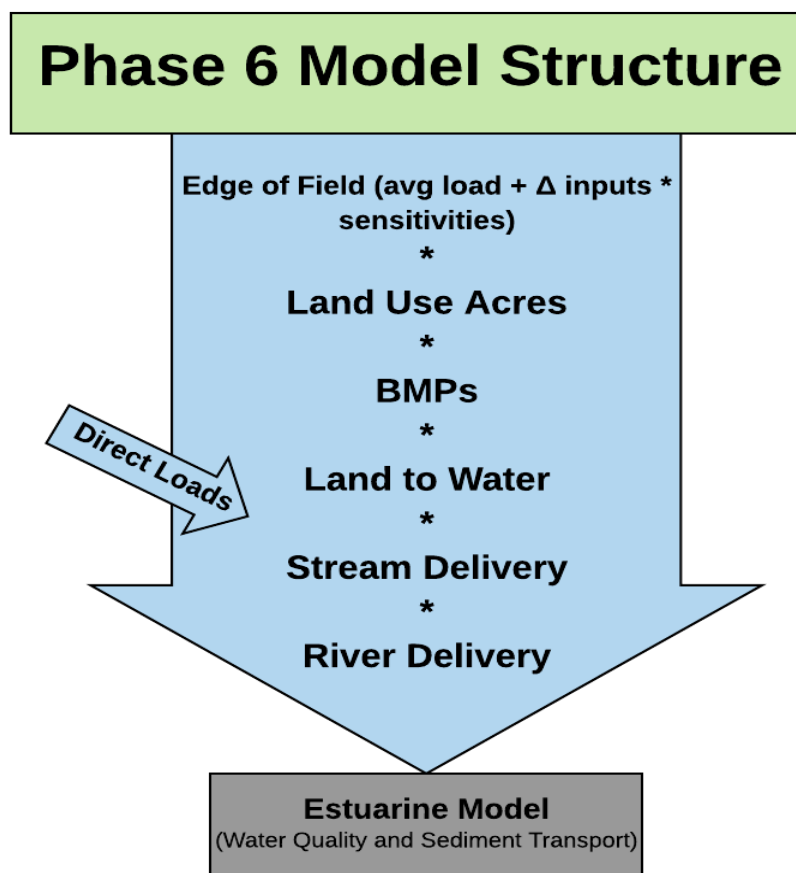 Phase 6 Model Structure
Edge of Field (avg load + Δ inputs *
sensitivities)
*
Land Use Acres
*
BMPs
*
Land to Water
*
Stream Delivery
*
River Delivery
Direct Loads
Estuarine Model
(Water Quality and Sediment Transport)